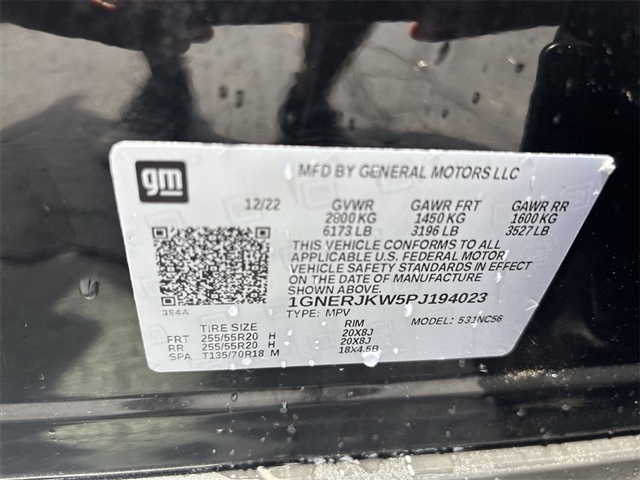 gm
MFD BY GENERAL MOTORS LLC
12/22 GVWR GAWR FRT GAWR RR
2800 KG 1450 KG 1600 KG
6173 LB 3196 LB 3527 LB
THIS VEHICLE CONFORMS TO ALL
APPLICABLE U.S. FEDERAL MOTOR
VEHICLE SAFETY STANDARDS IN EFFECT
ON THE DATE OF MANUFACTURE
SHOWN ABOVE.
1GNERJKW5PJ194023
384A TYPE: MPV MODEL: 531NC56
TIRE SIZE RIM
FRT 255/55R20 H 20X8J
RR 255/55R20 H 20X8J
SPA T135/70R18 M 18X4.5B